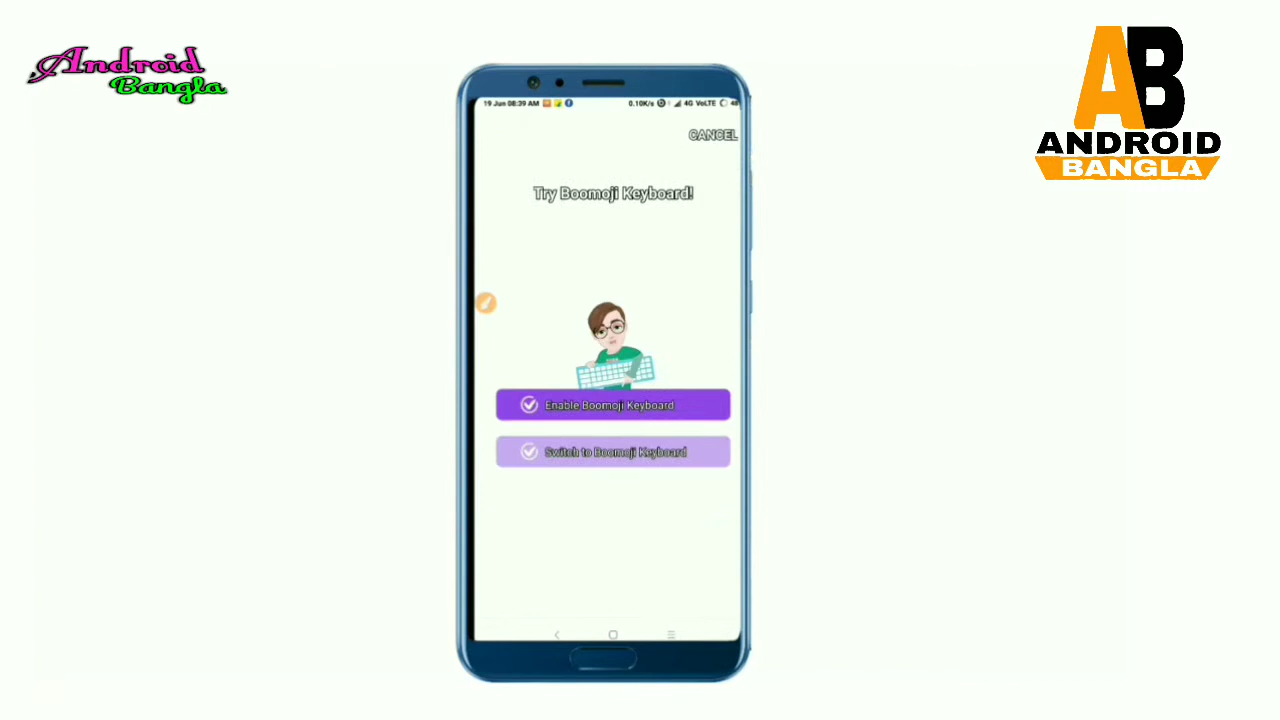 Android
Bangla
AB
ANDROID
BANGLA
19 Jun 08:39 AM
0.10K/s
4G VoLTE
48
CANCEL
Try Boomoji Keyboard!
Enable Boomoji Keyboard
Switch to Boomoji Keyboard